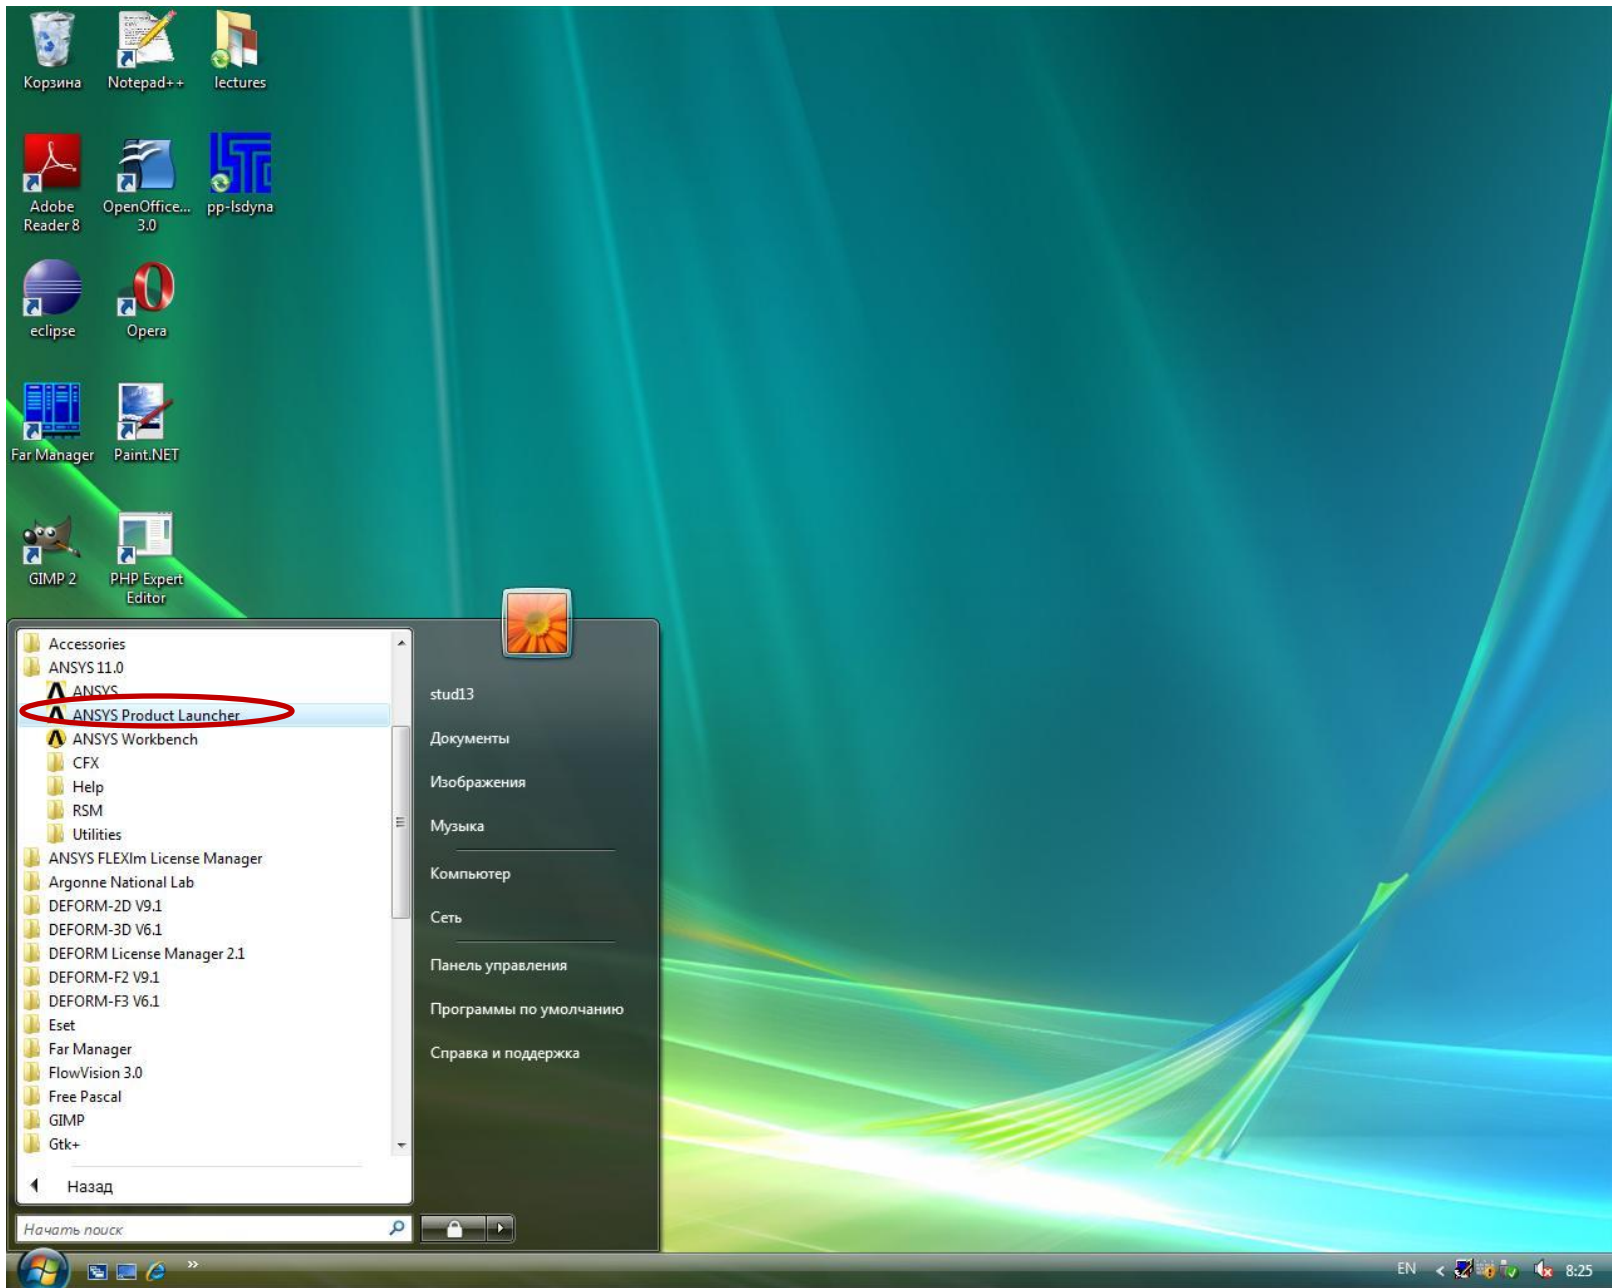 Корзина
Notepad++
lectures
Adobe
Reader 8
OpenOffice...
3.0
pp-lsdyna
eclipse
Opera
Far Manager
Paint.NET
GIMP 2
PHP Expert
Editor
Accessories
ANSYS 11.0
ANSYS
ANSYS Product Launcher
ANSYS Workbench
CFX
Help
RSM
Utilities
ANSYS FLEXlm License Manager
Argonne National Lab
DEFORM-2D V9.1
DEFORM-3D V6.1
DEFORM License Manager 2.1
DEFORM-F2 V9.1
DEFORM-F3 V6.1
Eset
Far Manager
FlowVision 3.0
Free Pascal
GIMP
Gtk+
Назад
Начать поиск
stud13
Документы
Изображения
Музыка
Компьютер
Сеть
Панель управления
Программы по умолчанию
Справка и поддержка
EN
8:25